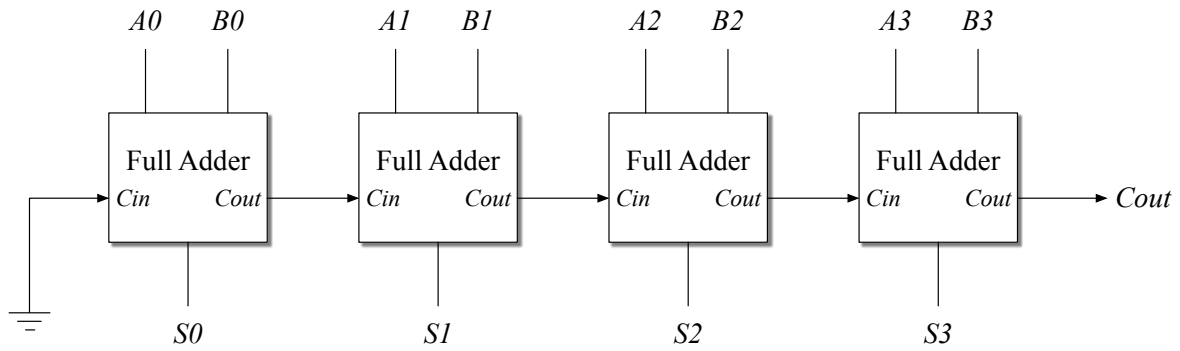 A0 B0 A1 B1 A2 B2 A3 B3
Full Adder Full Adder Full Adder Full Adder
Cin Cout Cin Cout Cin Cout Cin Cout Cout
S0 S1 S2 S3